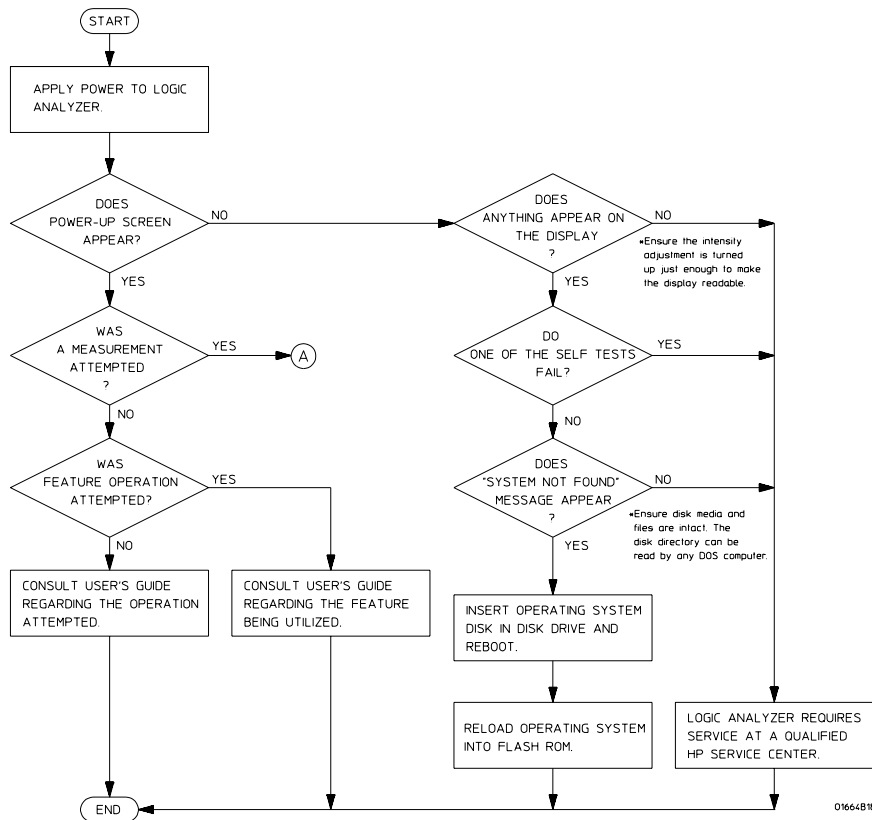 START
APPLY POWER TO LOGIC
ANALYZER.
DOES
POWER-UP SCREEN
APPEAR?
NO
YES
DOES
ANYTHING APPEAR ON
THE DISPLAY
?
NO
*Ensure the intensity
adjustment is turned
up just enough to make
the display readable.
YES
WAS
A MEASUREMENT
ATTEMPTED
?
YES
A
NO
DO
ONE OF THE SELF TESTS
FAIL?
YES
NO
WAS
FEATURE OPERATION
ATTEMPTED?
YES
NO
DOES
"SYSTEM NOT FOUND"
MESSAGE APPEAR
?
NO
*Ensure disk media and
files are intact. The
disk directory can be
read by any DOS computer.
YES
CONSULT USER'S GUIDE
REGARDING THE OPERATION
ATTEMPTED.
CONSULT USER'S GUIDE
REGARDING THE FEATURE
BEING UTILIZED.
INSERT OPERATING SYSTEM
DISK IN DISK DRIVE AND
REBOOT.
RELOAD OPERATING SYSTEM
INTO FLASH ROM.
LOGIC ANALYZER REQUIRES
SERVICE AT A QUALIFIED
HP SERVICE CENTER.
END